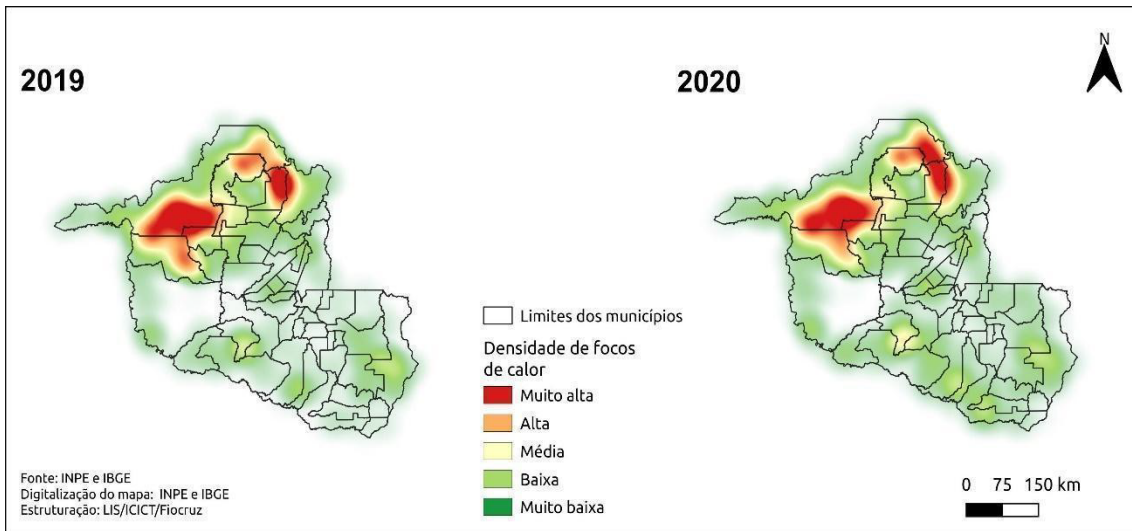 2019
2020
N
Limites dos municípios
Densidade de focos
de calor
Muito alta
Alta
Média
Baixa
Muito baixa
Fonte: INPE e IBGE
Digitalização do mapa: INPE e IBGE
Estruturação: LIS/ICICT/Fiocruz
0 75 150 km